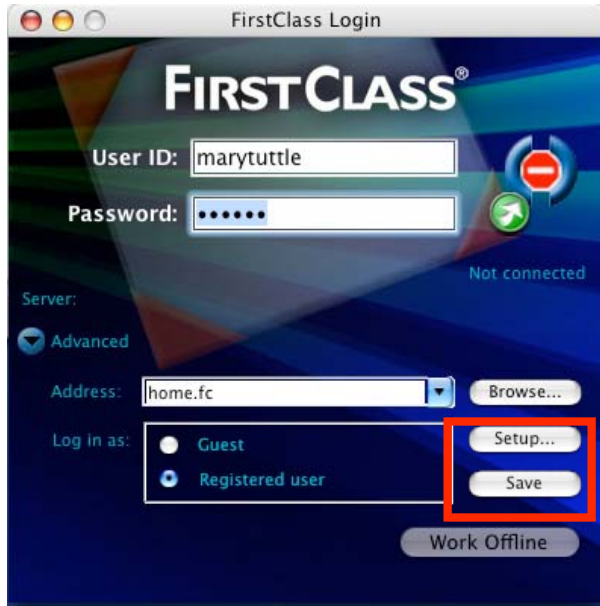 FirstClass Login
FIRSTCLASS®
User ID: marytuttle
Password: ••••••
Not connected
Server:
Advanced
Address: home.fc Browse...
Log in as: Guest Setup...
Registered user Save
Work Offline